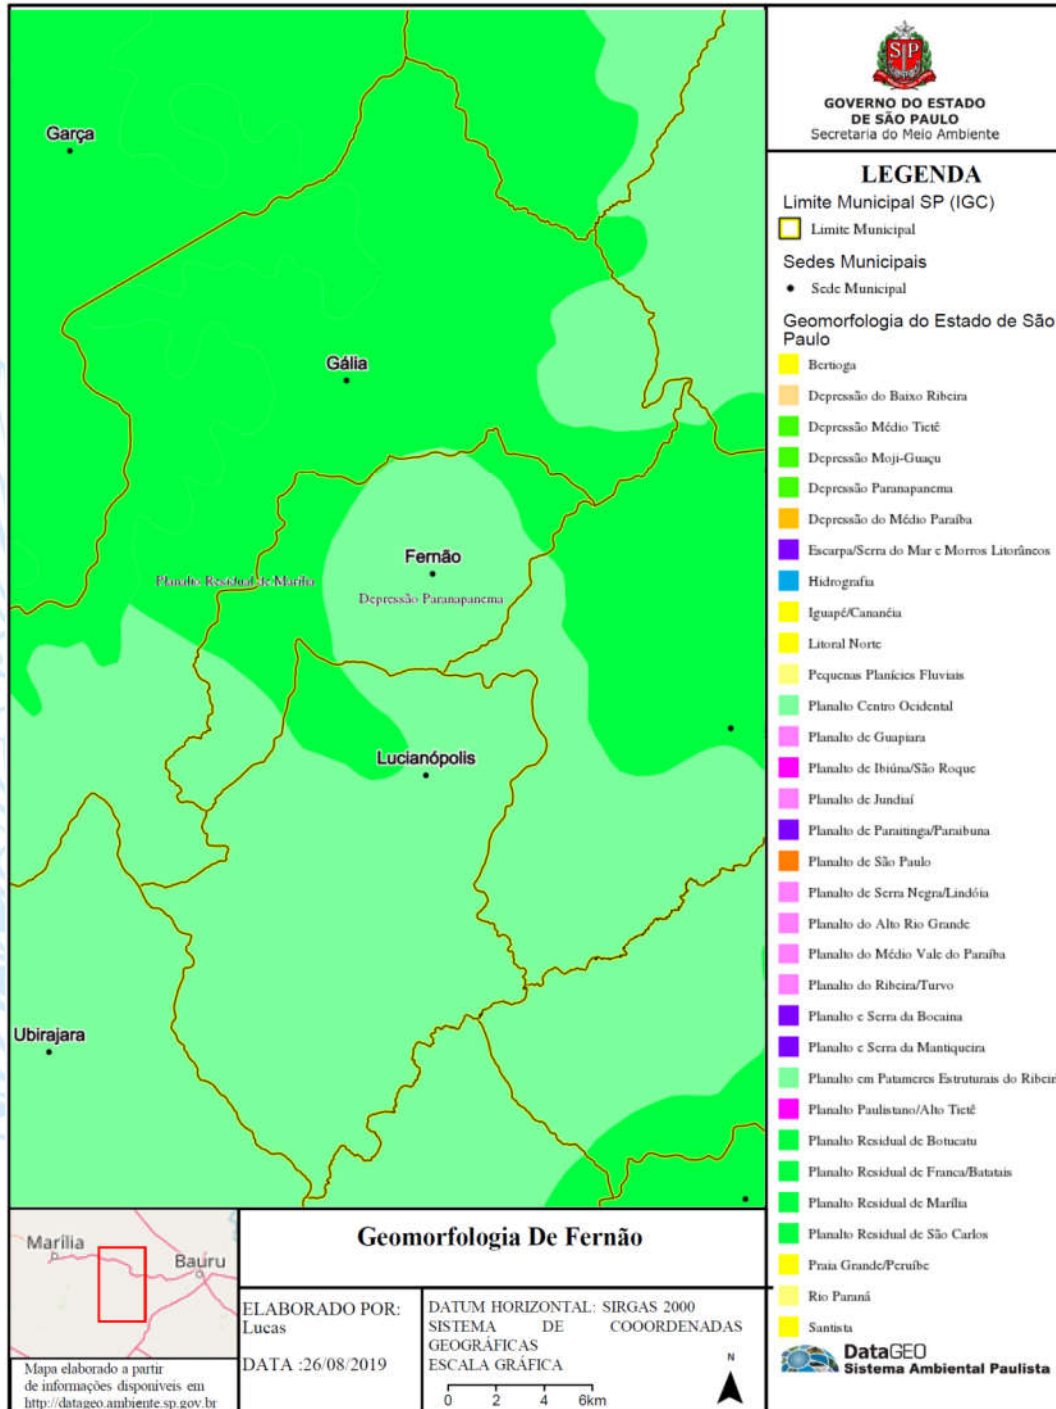 Garça
Gália
Fernão
Planalto Residual de Marília
Depressão Paranapanema
Lucianópolis
Ubirajara
GOVERNO DO ESTADO
DE SÃO PAULO
Secretaria do Meio Ambiente
LEGENDA
Limite Municipal SP (IGC)
Limite Municipal
Sedes Municipais
Sede Municipal
Geomorfologia do Estado de São
Paulo
Bertioga
Depressão do Baixo Ribeira
Depressão Médio Tietê
Depressão Moji-Guaçu
Depressão Paranapanema
Depressão do Médio Paraíba
Escarpa/Serra do Mar e Morros Litorâneos
Hidrografia
Iguapé/Cananéia
Litoral Norte
Pequenas Planícies Fluviais
Planalto Centro Ocidental
Planalto de Guapiara
Planalto de Ibiúna/São Roque
Planalto de Jundiaí
Planalto de Paraitinga/Paraibuna
Planalto de São Paulo
Planalto de Serra Negra/Lindóia
Planalto do Alto Rio Grande
Planalto do Médio Vale do Paraíba
Planalto do Ribeira/Turvo
Planalto e Serra da Bocaina
Planalto e Serra da Mantiqueira
Planalto em Patameres Estruturais do Ribeir
Planalto Paulistano/Alto Tietê
Planalto Residual de Botucatu
Planalto Residual de Franca/Batatais
Planalto Residual de Marília
Planalto Residual de São Carlos
Praia Grande/Peruíbe
Rio Paraná
Santista
DataGEO
Sistema Ambiental Paulista
Marília
Bauru
Mapa elaborado a partir
de informações disponíveis em
http://datageo.ambiente.sp.gov.br
Geomorfologia De Fernão
ELABORADO POR:
Lucas
DATA :26/08/2019
DATUM HORIZONTAL: SIRGAS 2000
SISTEMA DE COOORDENADAS
GEOGRÁFICAS
ESCALA GRÁFICA
0 2 4 6km
N